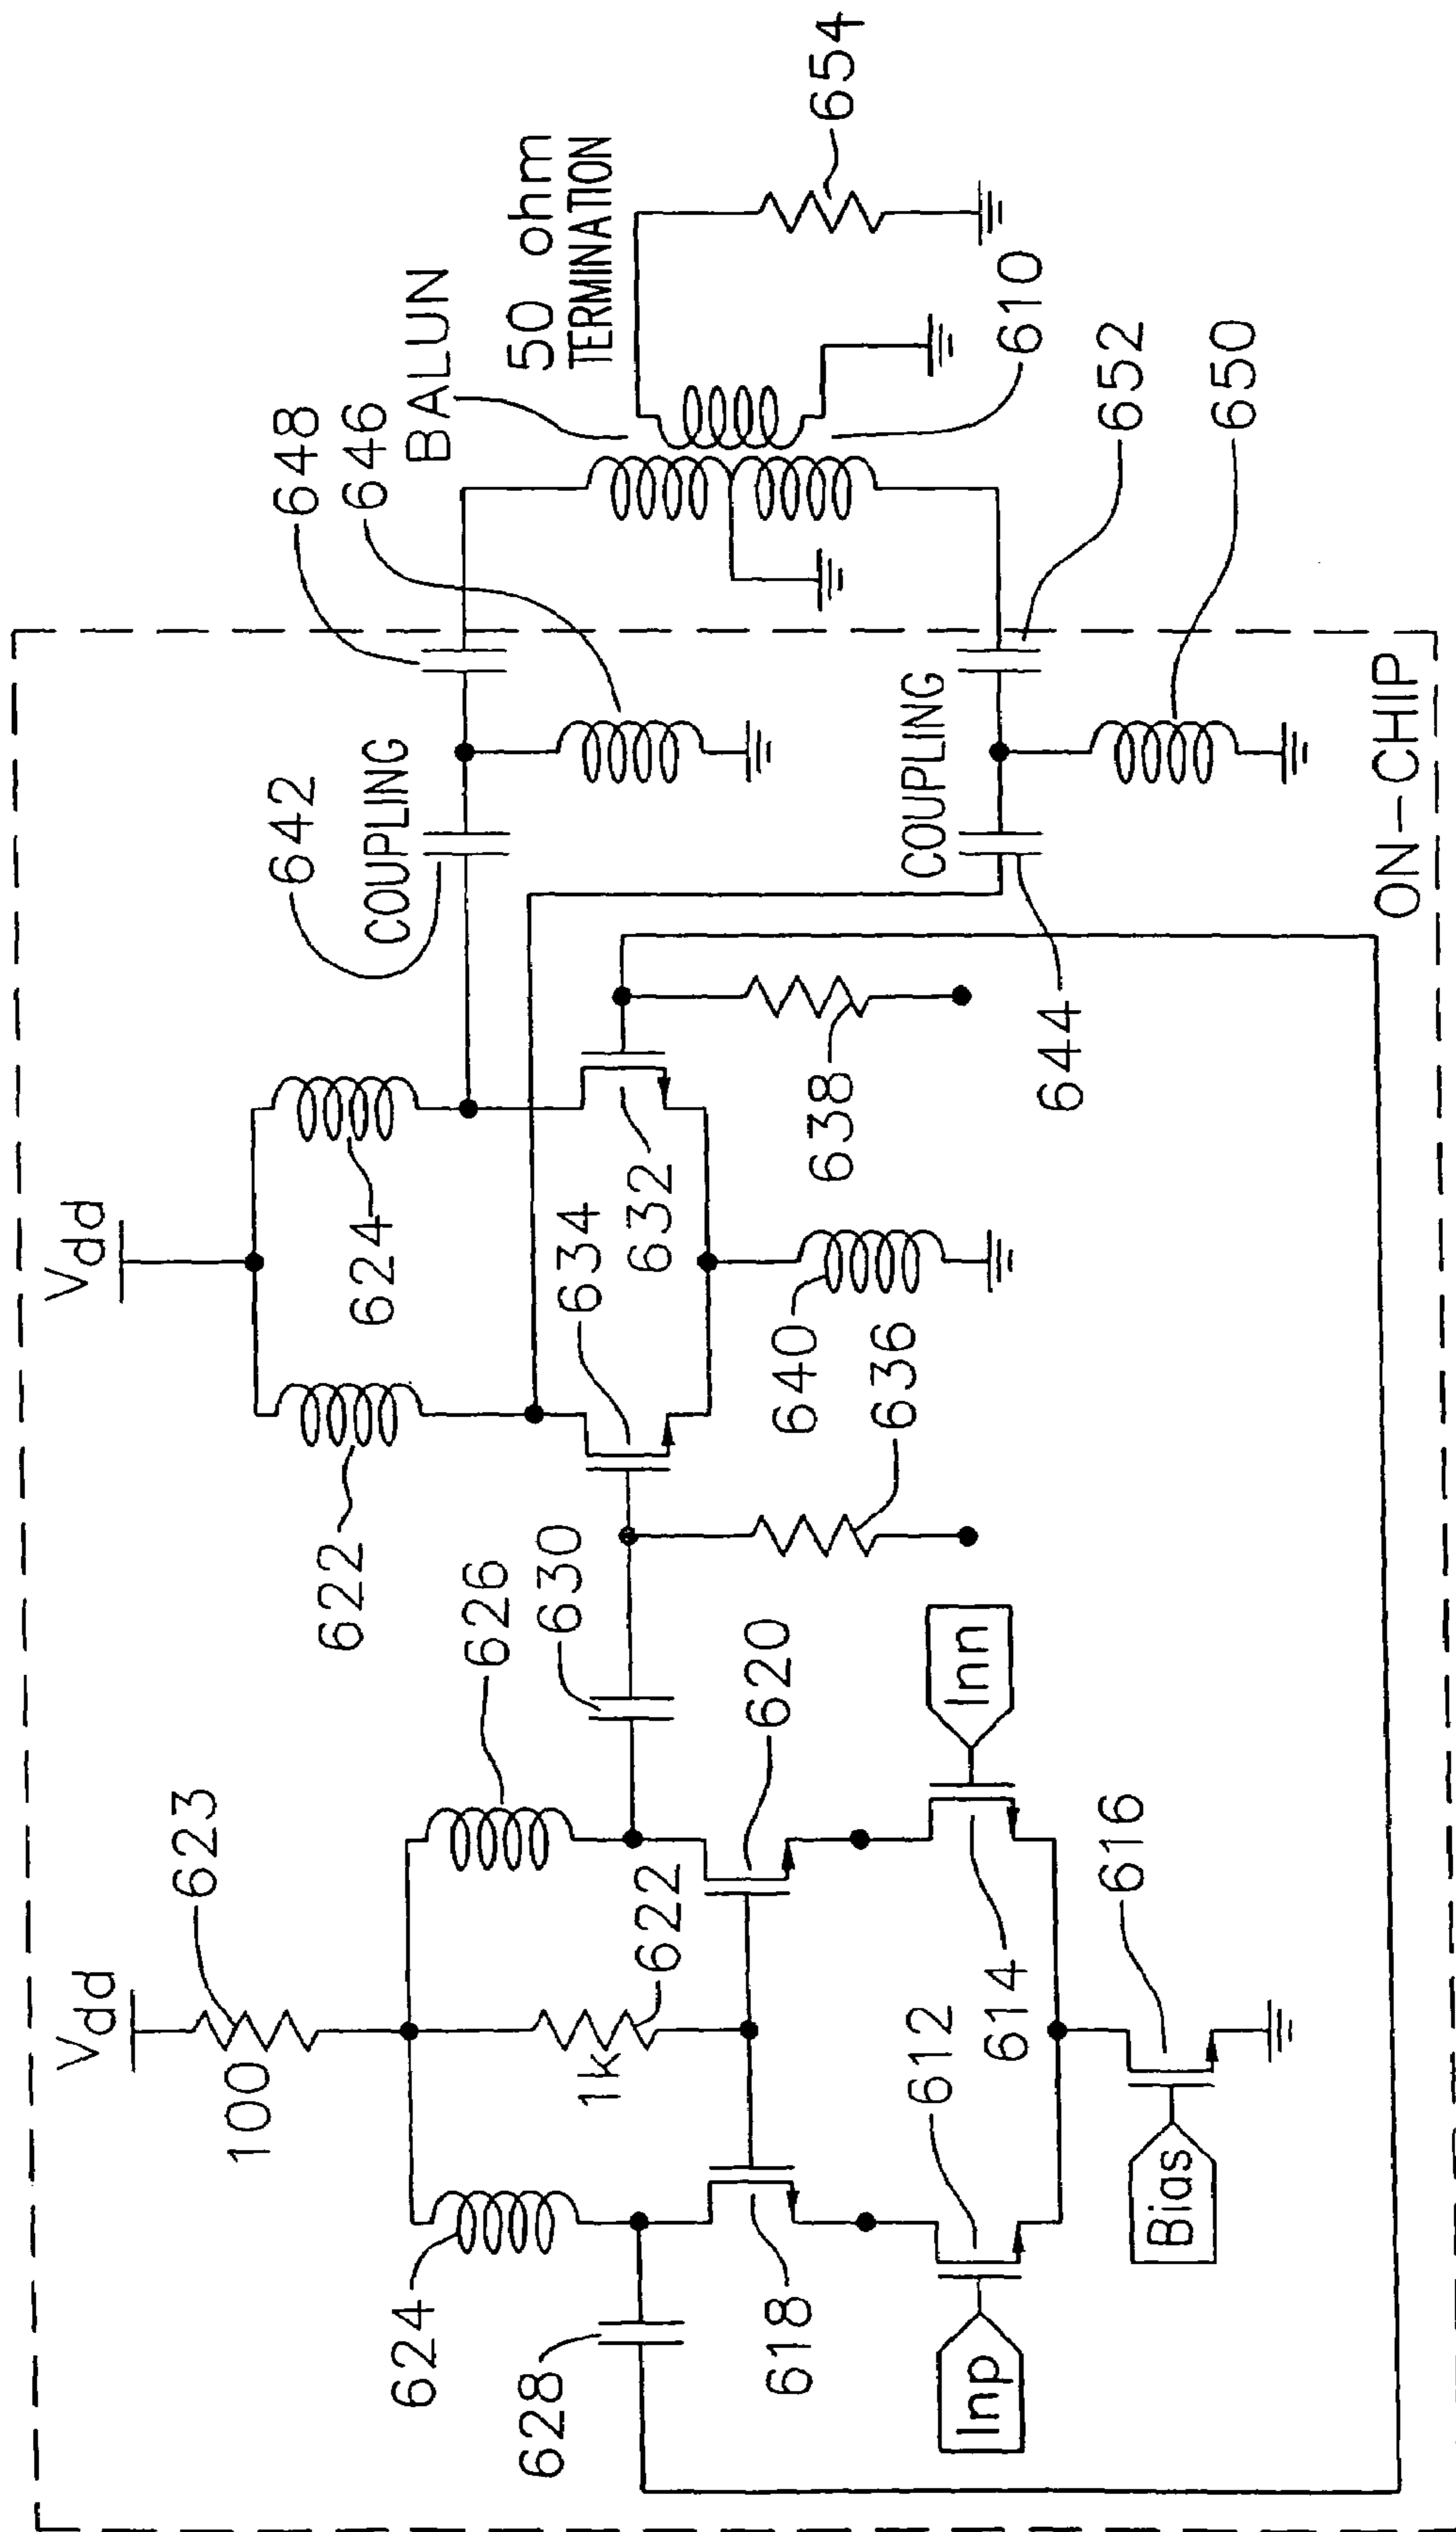 Vdd
623
100
624
626
622
1k
628
630
618
620
612
614
Inp
Inn
616
Bias
Vdd
622
624
634
632
636
640
638
642
COUPLING
648
646
COUPLING
644
652
650
BALUN
610
50 ohm
TERMINATION
654
ON-CHIP